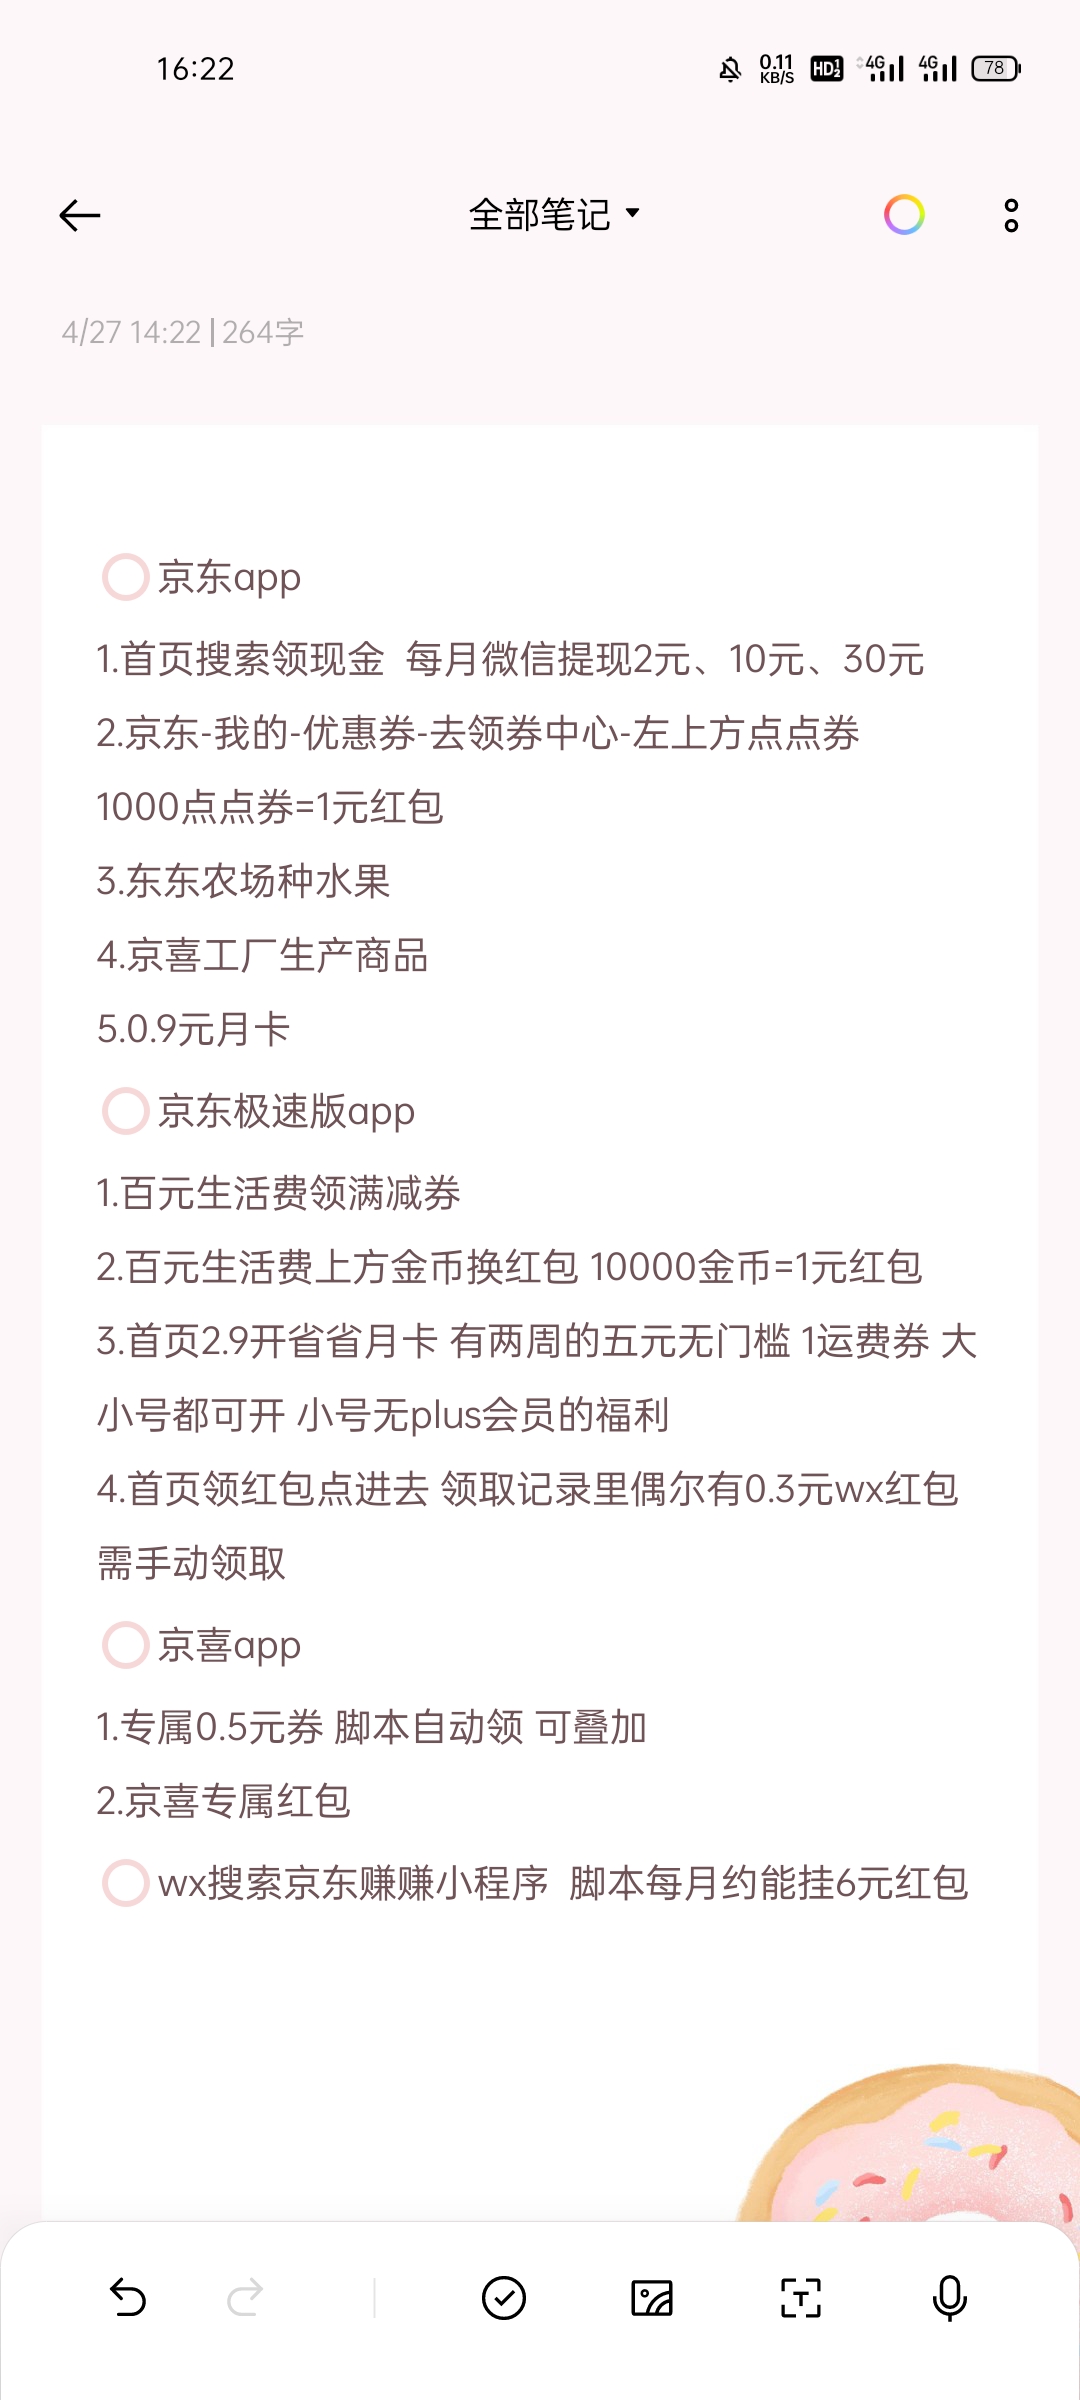 16:22
0.11
KB/S
HD 1 2
4G
4G
78
全部笔记
4/27 14:22 | 264字
京东app
1.首页搜索领现金  每月微信提现2元、10元、30元
2.京东-我的-优惠券-去领券中心-左上方点点券
1000点点券=1元红包
3.东东农场种水果
4.京喜工厂生产商品
5.0.9元月卡
京东极速版app
1.百元生活费领满减券
2.百元生活费上方金币换红包 10000金币=1元红包
3.首页2.9开省省月卡 有两周的五元无门槛 1运费券 大
小号都可开 小号无plus会员的福利
4.首页领红包点进去 领取记录里偶尔有0.3元wx红包
需手动领取
京喜app
1.专属0.5元券 脚本自动领 可叠加
2.京喜专属红包
wx搜索京东赚赚小程序  脚本每月约能挂6元红包
T